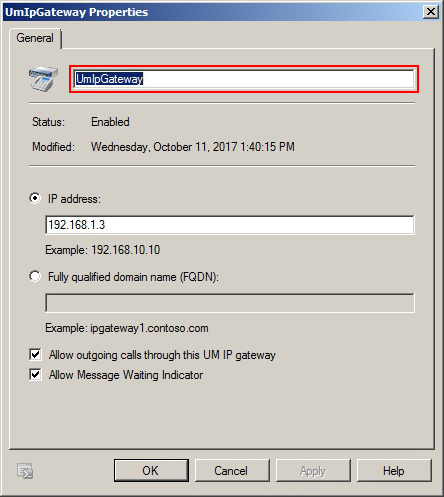 UmIpGateway Properties
General
UmIpGateway
Status: Enabled
Modified: Wednesday, October 11, 2017 1:40:15 PM
IP address:
192.168.1.3
Example: 192.168.10.10
Fully qualified domain name (FQDN):
Example: ipgateway1.contoso.com
Allow outgoing calls through this UM IP gateway
Allow Message Waiting Indicator
OK Cancel Apply Help